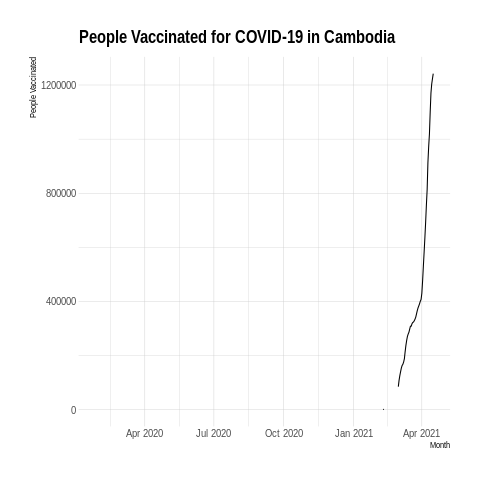 People Vaccinated for COVID-19 in Cambodia
People Vaccinated
1200000
800000
400000
0
Apr 2020 Jul 2020 Oct 2020 Jan 2021 Apr 2021
Month